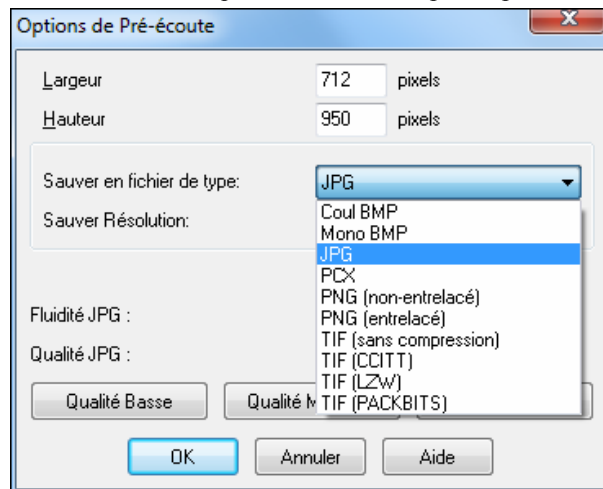 Options de Pré-écoute
Largeur 712 pixels
Hauteur 950 pixels
Sauver en fichier de type: JPG
Sauver Résolution:
Coul BMP
Mono BMP
JPG
PCX
PNG (non-entrelacé)
PNG (entrelacé)
TIF (sans compression)
TIF (CCITT)
TIF (LZW)
TIF (PACKBITS)
Fluidité JPG :
Qualité JPG :
Qualité Basse Qualité
OK Annuler Aide